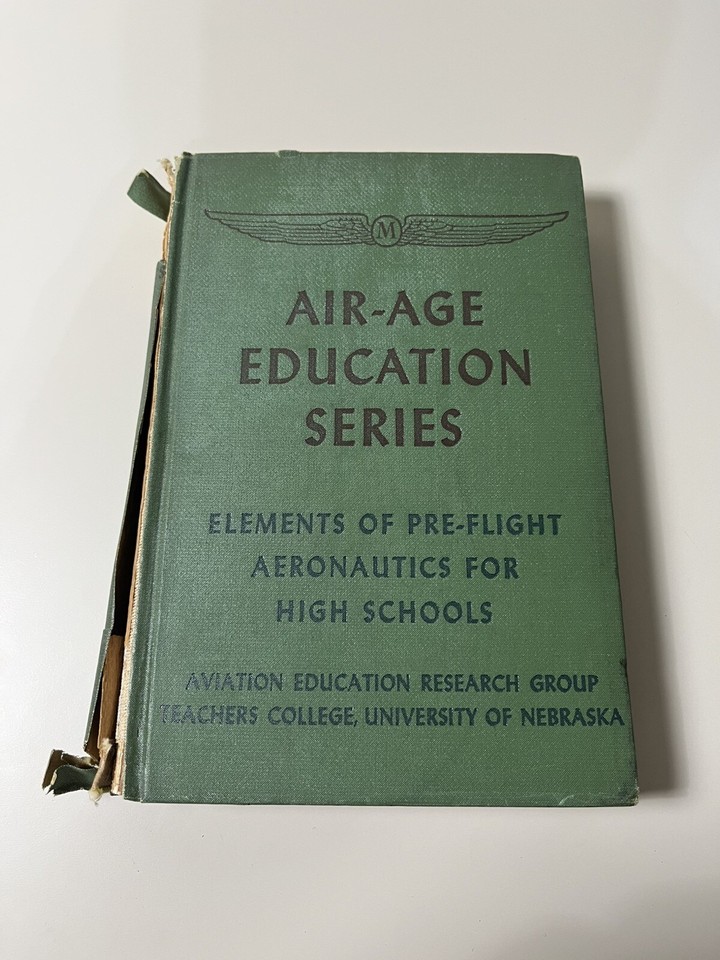 M
AIR-AGE
EDUCATION
SERIES
ELEMENTS OF PRE-FLIGHT
AERONAUTICS FOR
HIGH SCHOOLS
AVIATION EDUCATION RESEARCH GROUP
TEACHERS COLLEGE, UNIVERSITY OF NEBRASKA